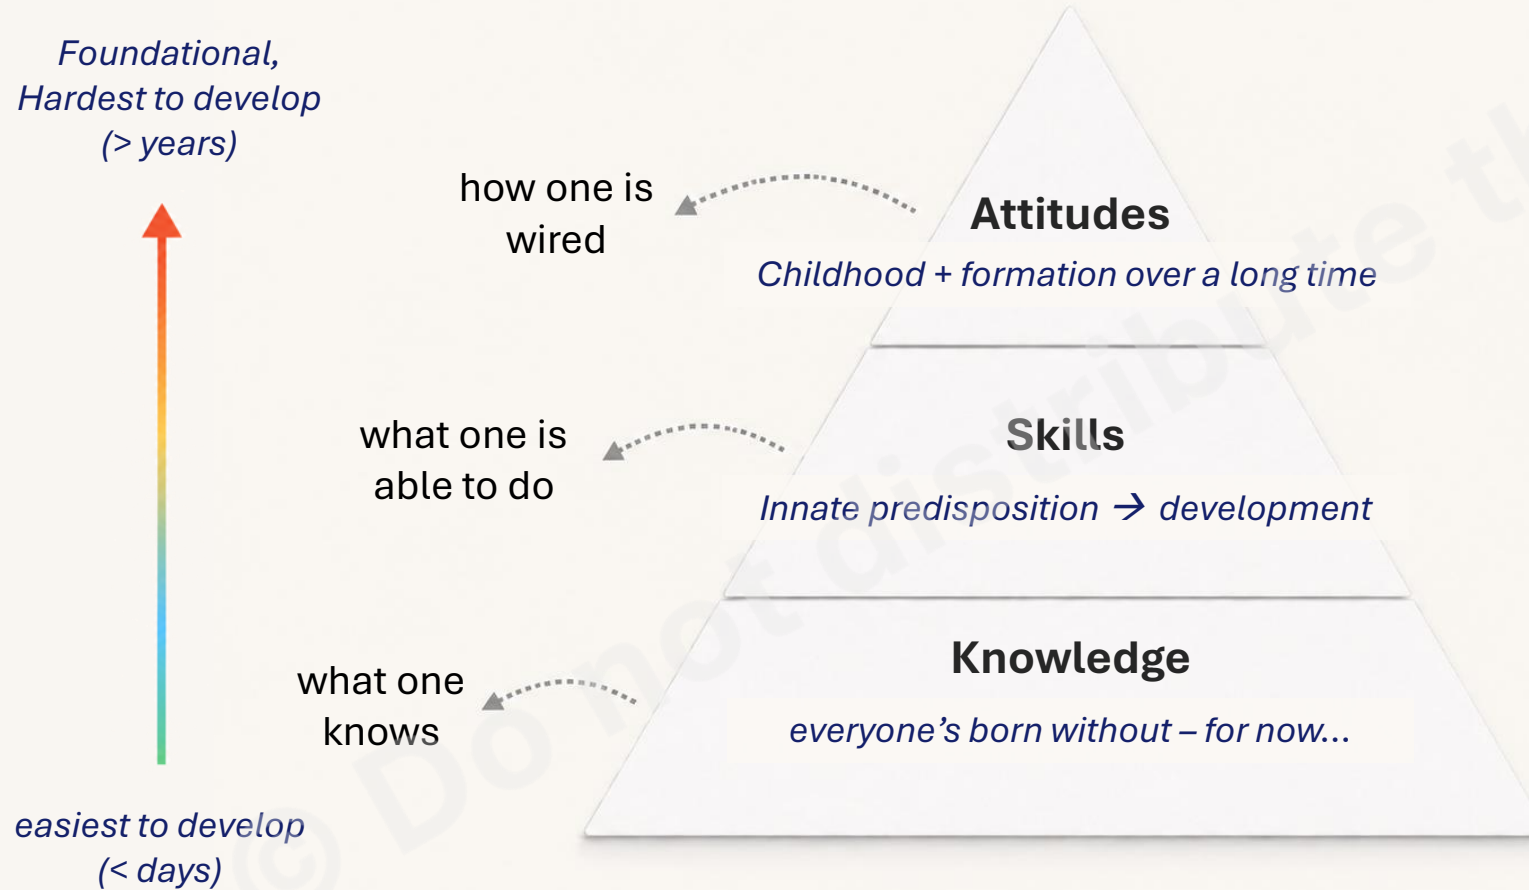 Foundational,
Hardest to develop
(> years)
how one is
wired
Attitudes
Childhood + formation over a long time
what one is
able to do
Skills
Innate predisposition → development
what one
knows
Knowledge
everyone's born without – for now...
easiest to develop
(< days)
© Do not distribute th